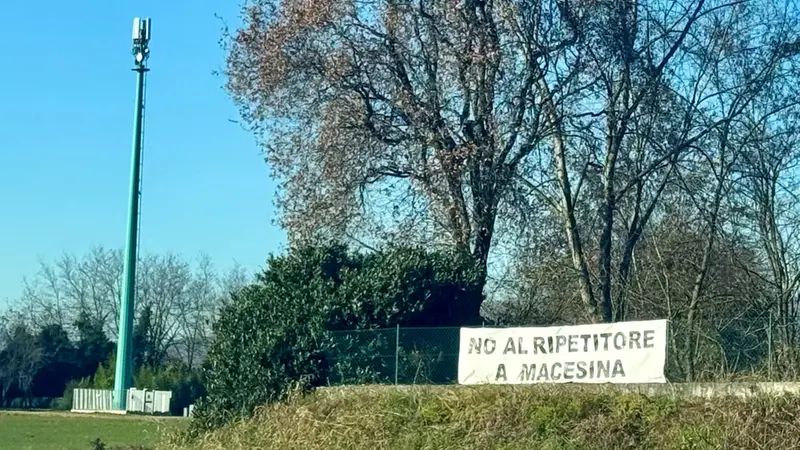 NO AL RIPETITORE
A MACESINA